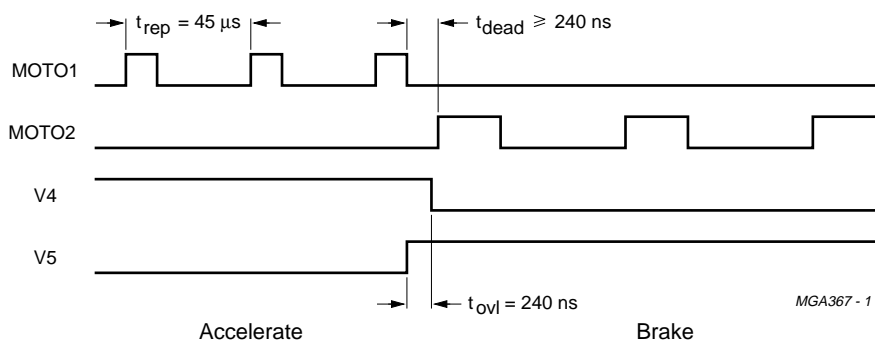 t_rep = 45 μs
t_dead ≥ 240 ns
MOTO1
MOTO2
V4
V5
t_ovl = 240 ns
MGA367 - 1
Accelerate
Brake